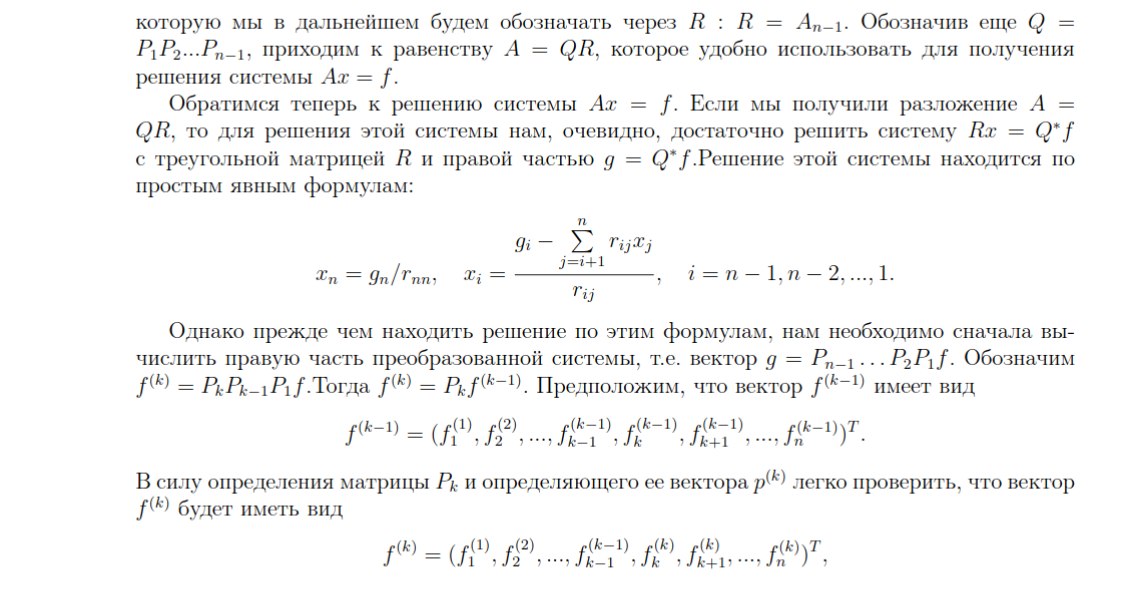 которую мы в дальнейшем будем обозначать через R : R = Aₙ₋₁. Обозначив еще Q =
P₁P₂...Pₙ₋₁, приходим к равенству A = QR, которое удобно использовать для получения
решения системы Ax = f.
Обратимся теперь к решению системы Ax = f. Если мы получили разложение A =
QR, то для решения этой системы нам, очевидно, достаточно решить систему Rx = Q*f
с треугольной матрицей R и правой частью g = Q*f.Решение этой системы находится по
простым явным формулам:
$x_n = g_n/r_{nn}, \quad x_i = \frac{g_i - \sum_{j=i+1}^{n} r_{ij}x_j}{r_{ij}}, \quad i = n-1, n-2, ..., 1.$
Однако прежде чем находить решение по этим формулам, нам необходимо сначала вы-
числить правую часть преобразованной системы, т.е. вектор $g = P_{n-1} \ldots P_2P_1f$. Обозначим
$f^{(k)} = P_kP_{k-1}P_1f$.Тогда $f^{(k)} = P_kf^{(k-1)}$. Предположим, что вектор $f^{(k-1)}$ имеет вид
$f^{(k-1)} = (f_1^{(1)}, f_2^{(2)}, ..., f_{k-1}^{(k-1)}, f_k^{(k-1)}, f_{k+1}^{(k-1)}, ..., f_n^{(k-1)})^T.$
В силу определения матрицы $P_k$ и определяющего ее вектора $p^{(k)}$ легко проверить, что вектор
$f^{(k)}$ будет иметь вид
$f^{(k)} = (f_1^{(1)}, f_2^{(2)}, ..., f_{k-1}^{(k-1)}, f_k^{(k)}, f_{k+1}^{(k)}, ..., f_n^{(k)})^T,$